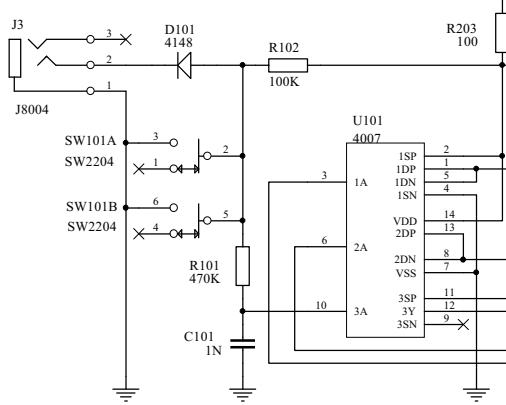 J3
3
2
1
J8004
D101
4148
R102
100K
R203
100
SW101A
SW2204
3
1
2
SW101B
SW2204
6
4
5
R101
470K
C101
1N
U101
4007
3
1A
6
2A
10
3A
1SP 2
1DP 1
1DN 5
1SN 4
VDD 14
2DP 13
2DN 8
VSS 7
3SP 11
3Y 12
3SN 9